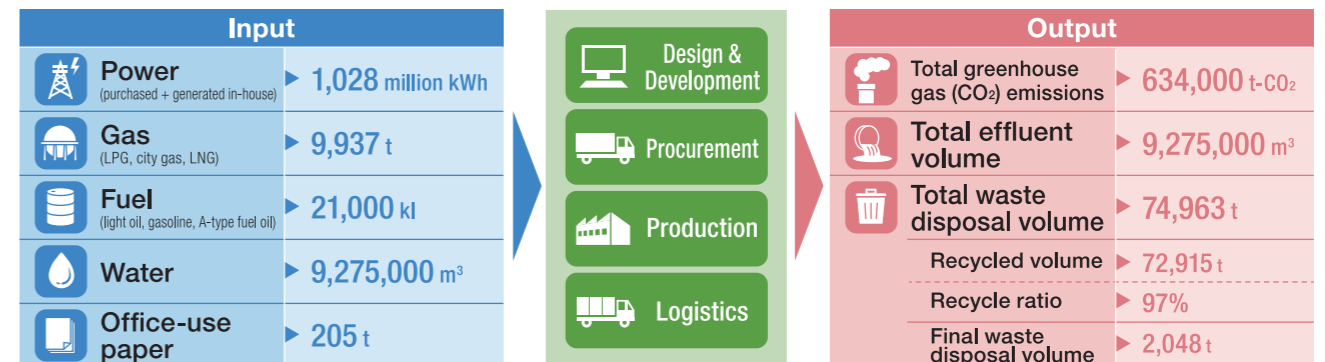 Input
Power
(purchased + generated in-house)
1,028 million kWh
Gas
(LPG, city gas, LNG)
9,937 t
Fuel
(light oil, gasoline, A-type fuel oil)
21,000 kl
Water
9,275,000 m³
Office-use
paper
205 t
Design &
Development
Procurement
Production
Logistics
Output
Total greenhouse
gas (CO₂) emissions
634,000 t-CO₂
Total effluent
volume
9,275,000 m³
Total waste
disposal volume
74,963 t
Recycled volume
72,915 t
Recycle ratio
97%
Final waste
disposal volume
2,048 t